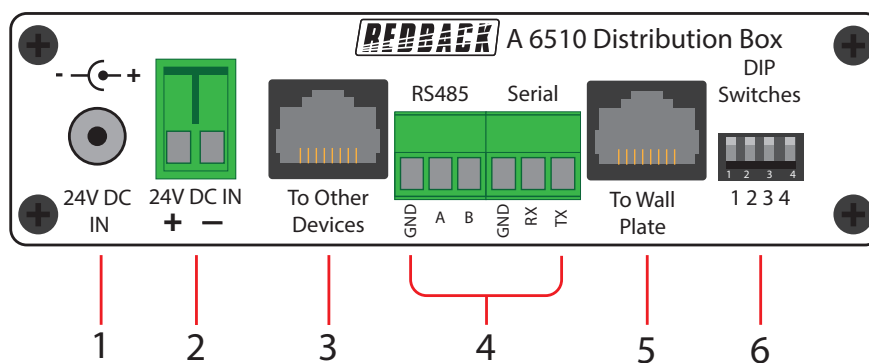 REDBACK A 6510 Distribution Box
DIP
Switches
- +
RS485 Serial
24V DC
IN
24V DC IN
+ −
To Other
Devices
GND A B GND RX TX
To Wall
Plate
1 2 3 4
1 2 3 4
1 2 3 4 5 6